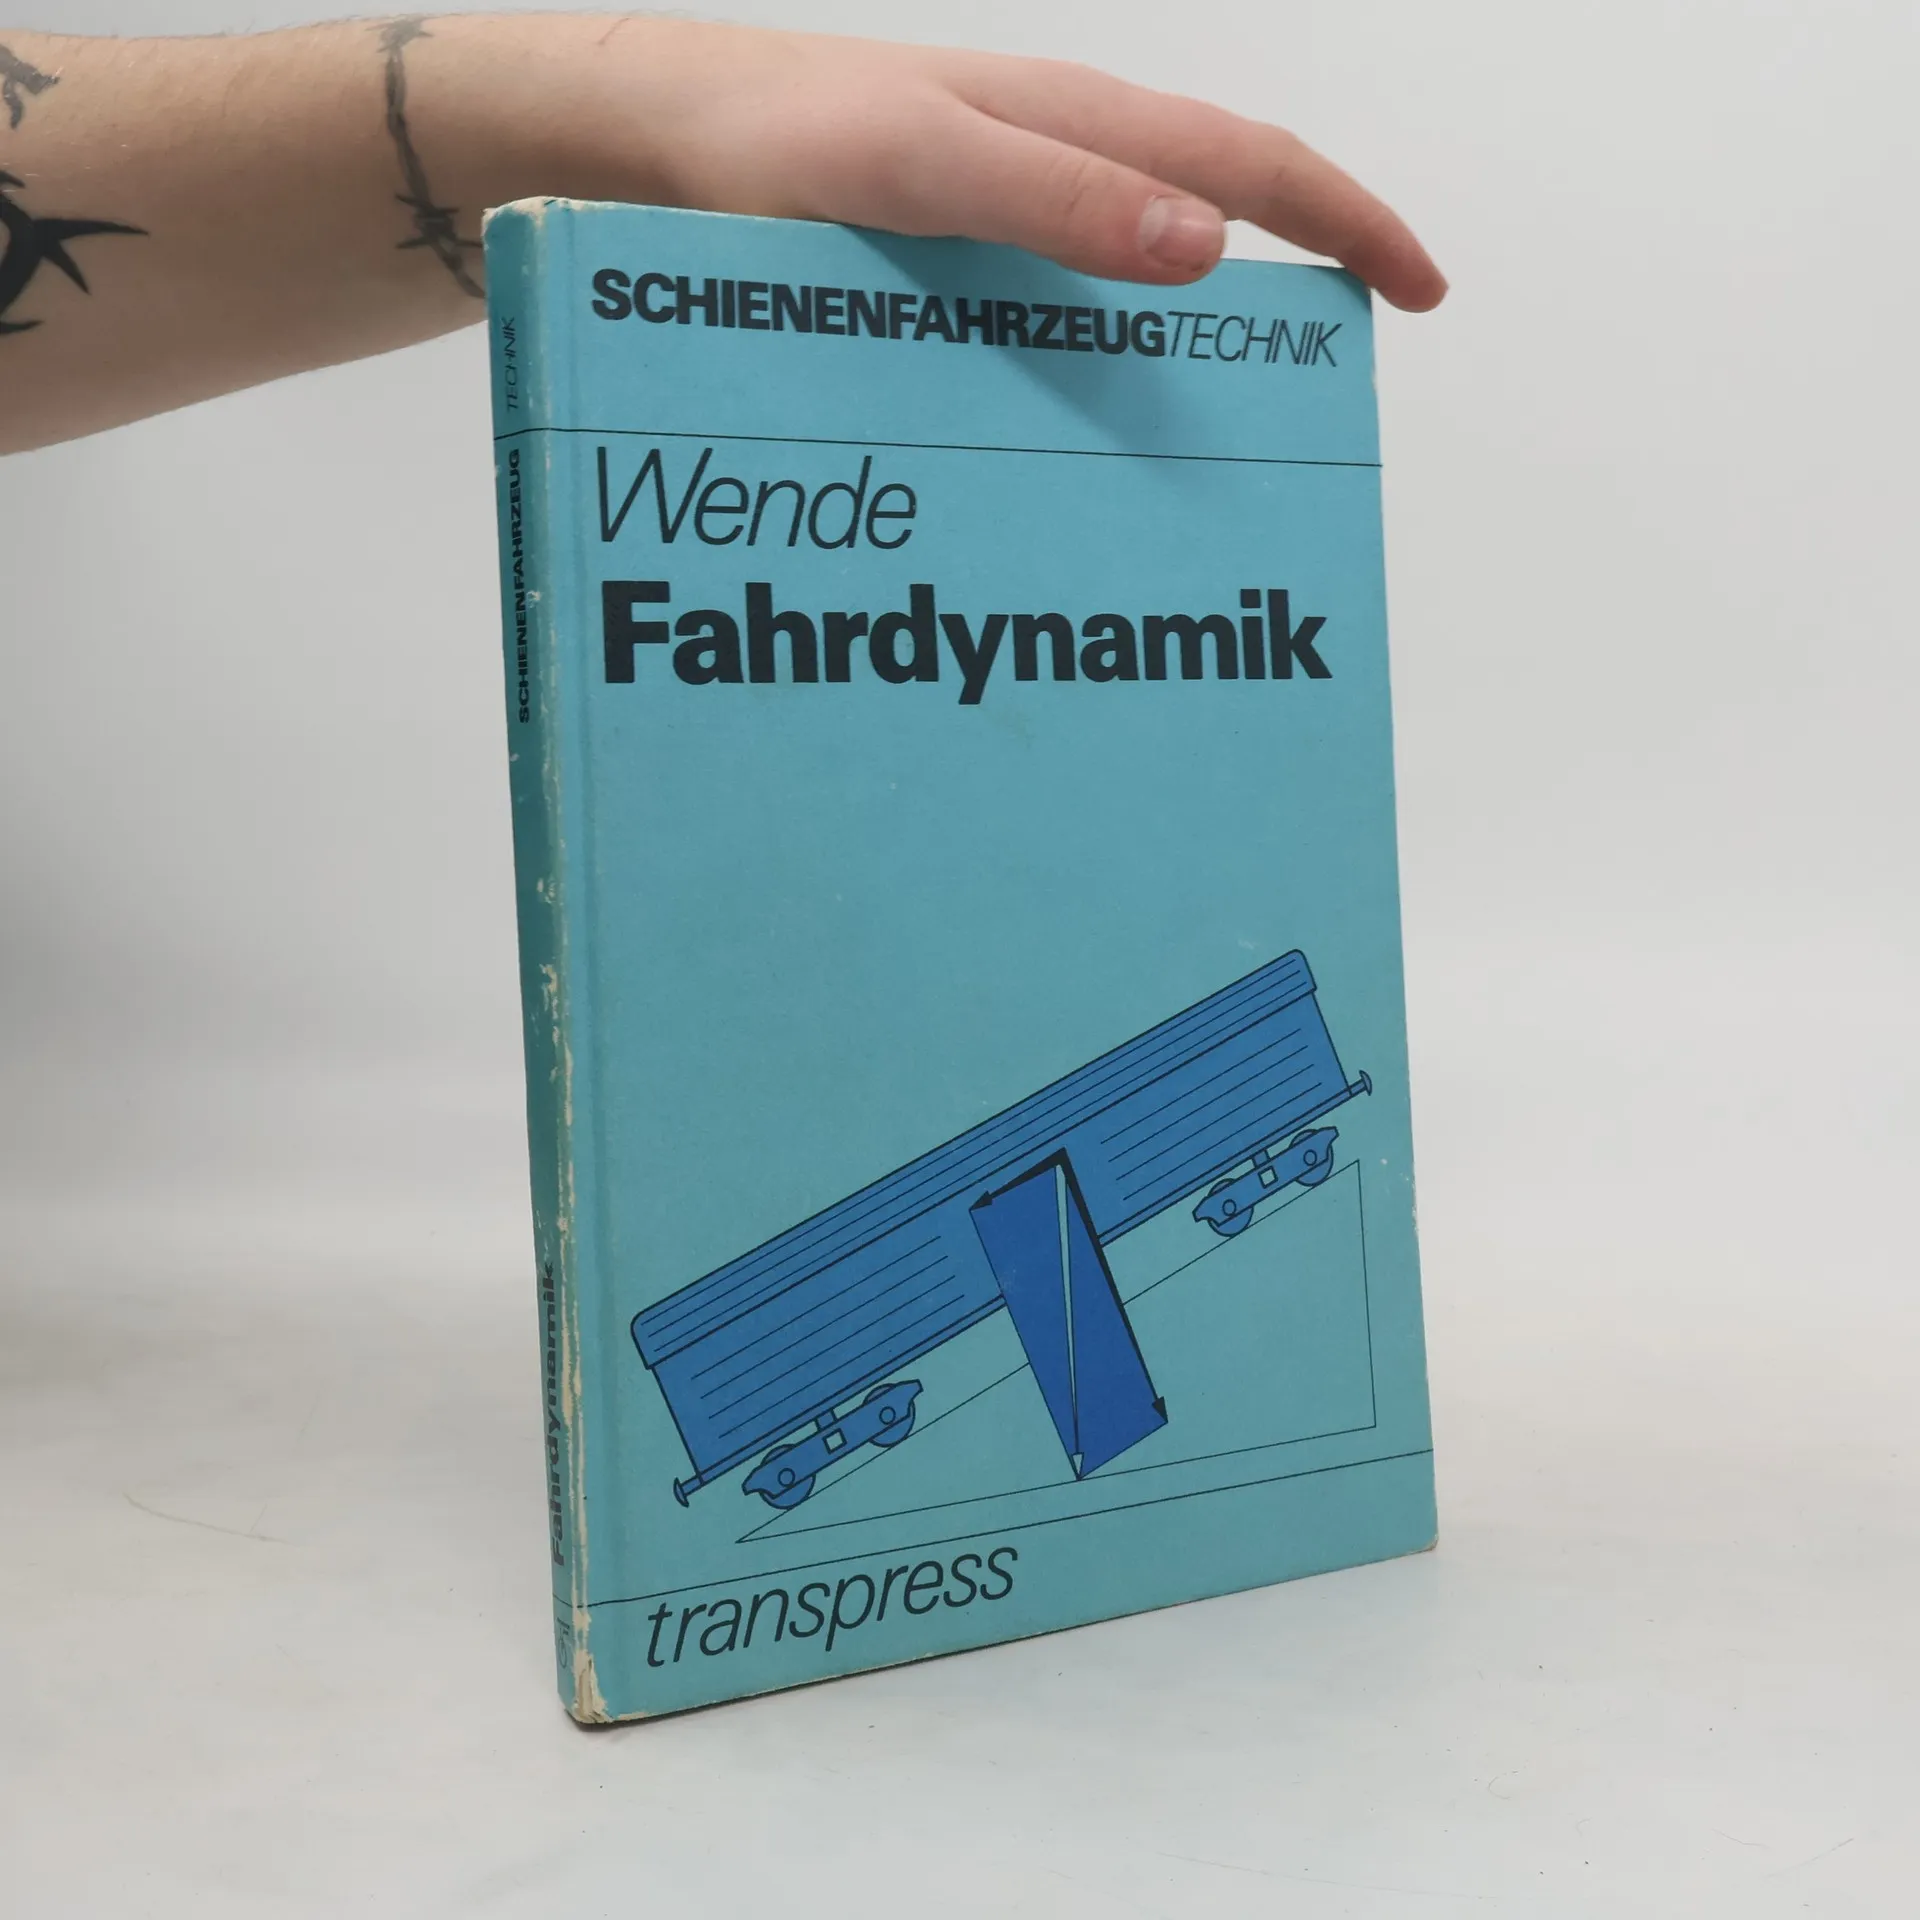 SCHIENENFAHRZEUGTECHNIK
Wende
Fahrdynamik
transpress
SCHIENENFAHRZEUG TECHNIK
Fahrdynamik